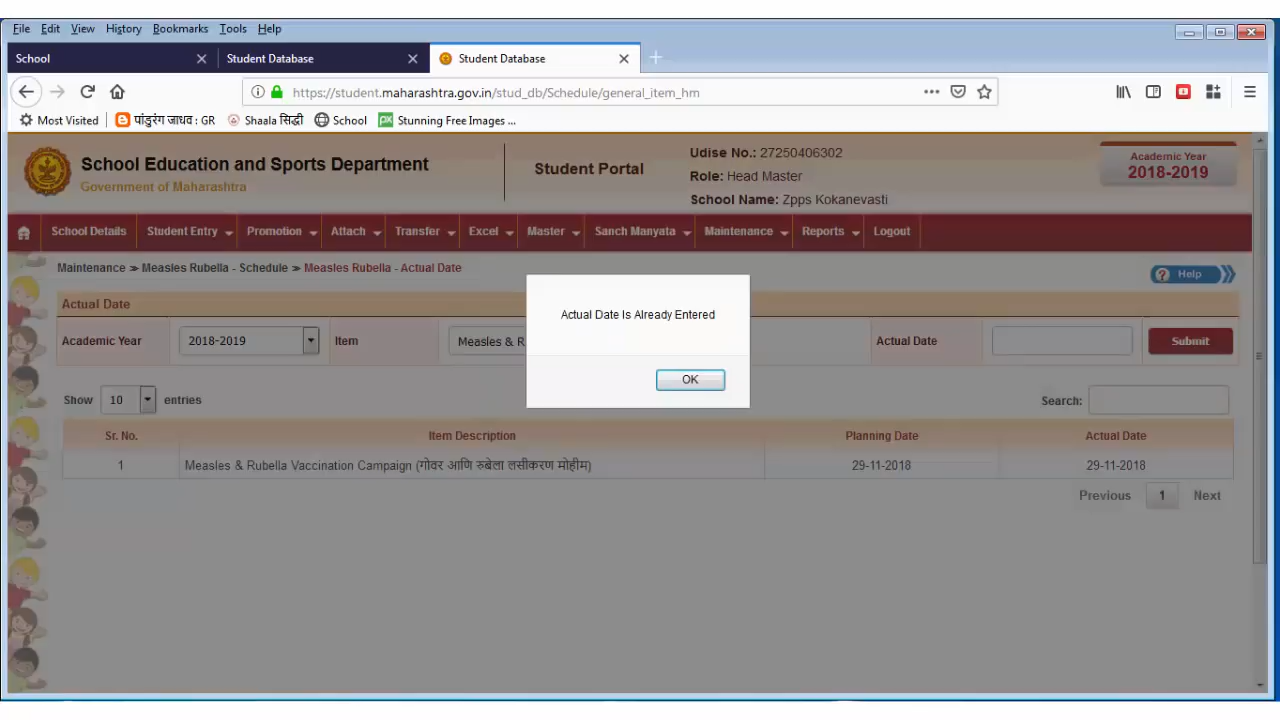 File Edit View History Bookmarks Tools Help
School Student Database Student Database
https://student.maharashtra.gov.in/stud_db/Schedule/general_item_hm
Most Visited पांडुरंग जाधव : GR Shaala सिद्धी School Stunning Free Images ...
School Education and Sports Department
Government of Maharashtra
Student Portal
Udise No.: 27250406302
Role: Head Master
School Name: Zpps Kokanevasti
Academic Year
2018-2019
School Details Student Entry Promotion Attach Transfer Excel Master Sanch Manyata Maintenance Reports Logout
Maintenance Measles Rubella - Schedule Measles Rubella - Actual Date
Help
Actual Date
Academic Year 2018-2019 Item Measles & R Actual Date Submit
Actual Date Is Already Entered
OK
Show 10 entries Search:
Sr. No. Item Description Planning Date Actual Date
1 Measles & Rubella Vaccination Campaign (गोवर आणि रुबेला लसीकरण मोहीम) 29-11-2018 29-11-2018
Previous 1 Next